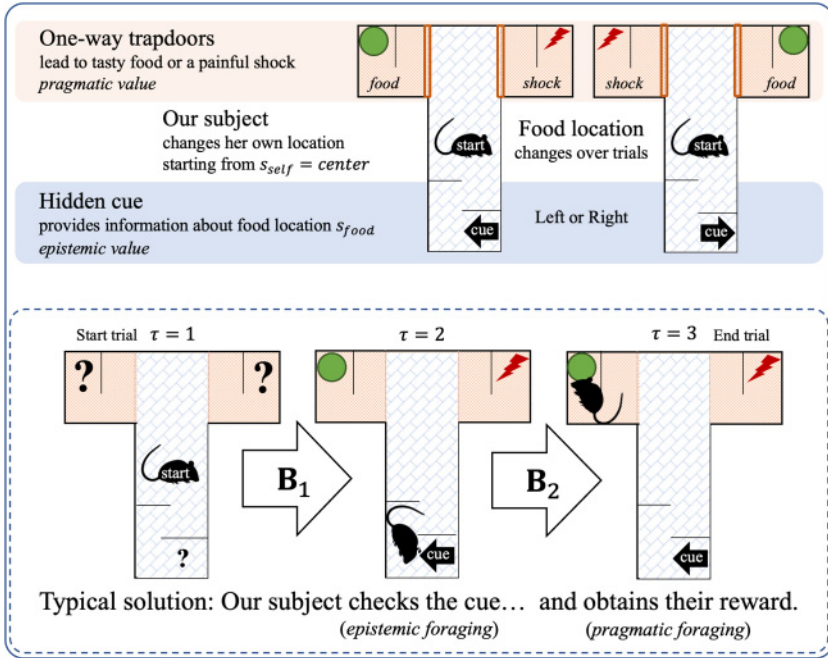 One-way trapdoors
lead to tasty food or a painful shock
pragmatic value
food
shock
shock
food
Our subject
changes her own location
starting from s_self = center
start
Food location
changes over trials
start
Hidden cue
provides information about food location s_food
epistemic value
cue
Left or Right
cue
Start trial τ = 1
τ = 2
τ = 3 End trial
?
?
start
B₁
B₂
?
cue
cue
Typical solution: Our subject checks the cue… and obtains their reward.
(epistemic foraging)
(pragmatic foraging)